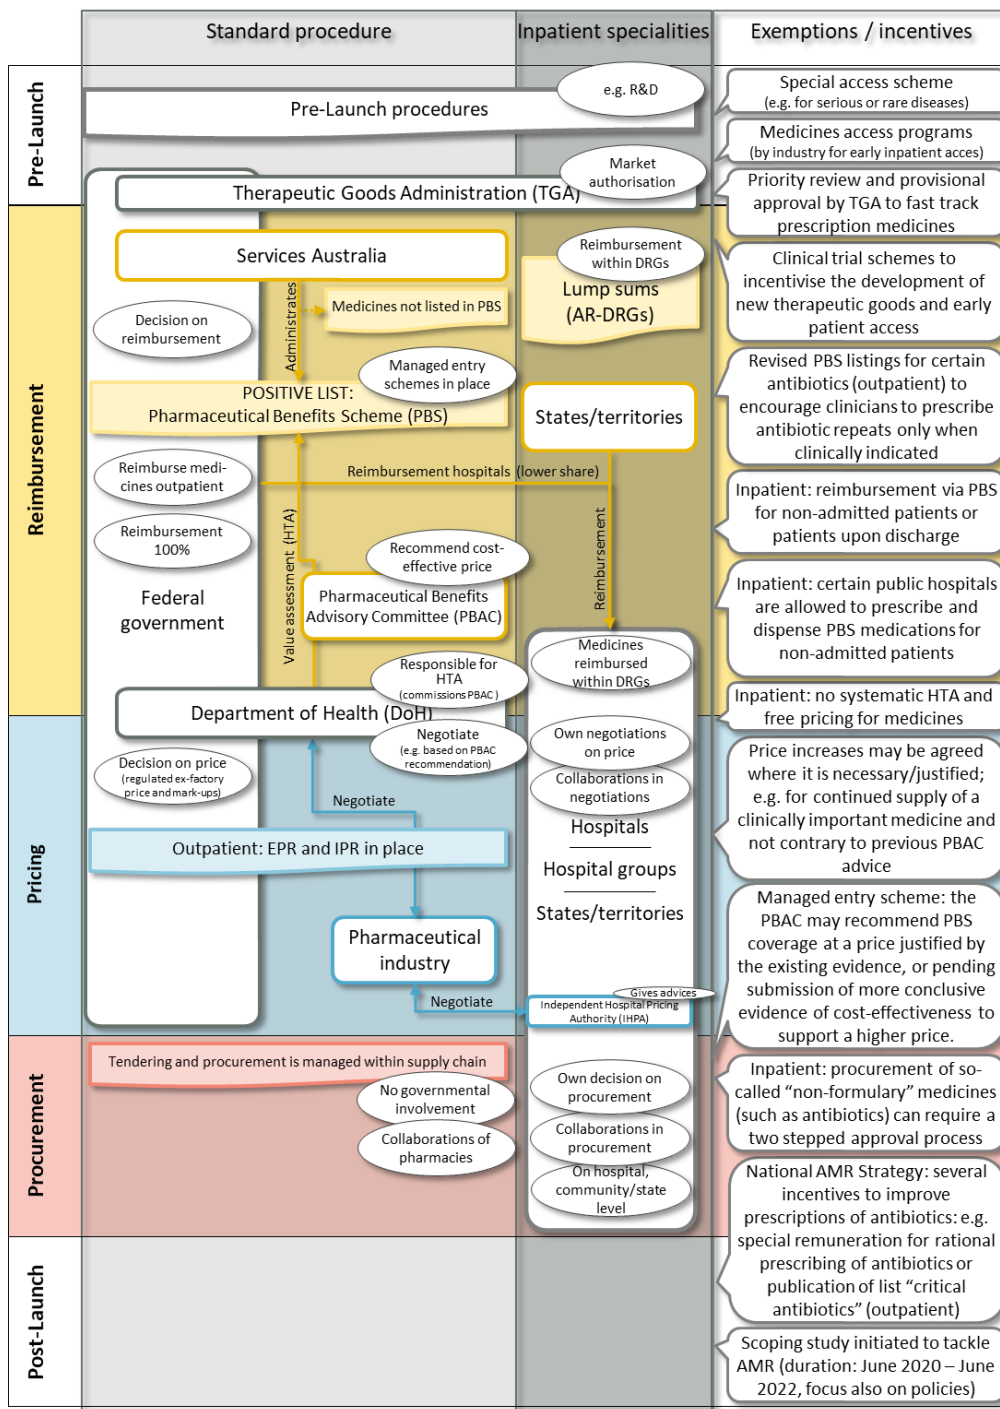 Standard procedure
Inpatient specialities
Exemptions / incentives
Pre-Launch
Pre-Launch procedures
e.g. R&D
Special access scheme
(e.g. for serious or rare diseases)
Medicines access programs
(by industry for early inpatient acces)
Market
authorisation
Therapeutic Goods Administration (TGA)
Priority review and provisional
approval by TGA to fast track
prescription medicines
Reimbursement
Services Australia
Reimbursement
within DRGs
Lump sums
(AR-DRGs)
Clinical trial schemes to
incentivise the development of
new therapeutic goods and early
patient access
Administrates
Medicines not listed in PBS
Decision on
reimbursement
Managed entry
schemes in place
POSITIVE LIST:
Pharmaceutical Benefits Scheme (PBS)
States/territories
Revised PBS listings for certain
antibiotics (outpatient) to
encourage clinicians to prescribe
antibiotic repeats only when
clinically indicated
Reimburse medi-
cines outpatient
Reimbursement hospitals (lower share)
Reimbursement
100%
Value assessment (HTA)
Recommend cost-
effective price
Reimbursement
Inpatient: reimbursement via PBS
for non-admitted patients or
patients upon discharge
Federal
government
Pharmaceutical Benefits
Advisory Committee (PBAC)
Inpatient: certain public hospitals
are allowed to prescribe and
dispense PBS medications for
non-admitted patients
Responsible for
HTA
(commissions PBAC)
Medicines
reimbursed
within DRGs
Department of Health (DoH)
Inpatient: no systematic HTA and
free pricing for medicines
Pricing
Negotiate
(e.g. based on PBAC
recommendation)
Own negotiations
on price
Decision on price
(regulated ex-factory
price and mark-ups)
Collaborations in
negotiations
Negotiate
Hospitals
Hospital groups
States/territories
Price increases may be agreed
where it is necessary/justified;
e.g. for continued supply of a
clinically important medicine and
not contrary to previous PBAC
advice
Outpatient: EPR and IPR in place
Pharmaceutical
industry
Managed entry scheme: the
PBAC may recommend PBS
coverage at a price justified by
the existing evidence, or pending
submission of more conclusive
evidence of cost-effectiveness to
support a higher price.
Negotiate
Gives advices
Independent Hospital Pricing
Authority (IHPA)
Procurement
Tendering and procurement is managed within supply chain
No governmental
involvement
Collaborations of
pharmacies
Own decision on
procurement
Collaborations in
procurement
On hospital,
community/state
level
Inpatient: procurement of so-
called “non-formulary” medicines
(such as antibiotics) can require a
two stepped approval process
National AMR Strategy: several
incentives to improve
prescriptions of antibiotics: e.g.
special remuneration for rational
prescribing of antibiotics or
publication of list “critical
antibiotics” (outpatient)
Post-Launch
Scoping study initiated to tackle
AMR (duration: June 2020 – June
2022, focus also on policies)